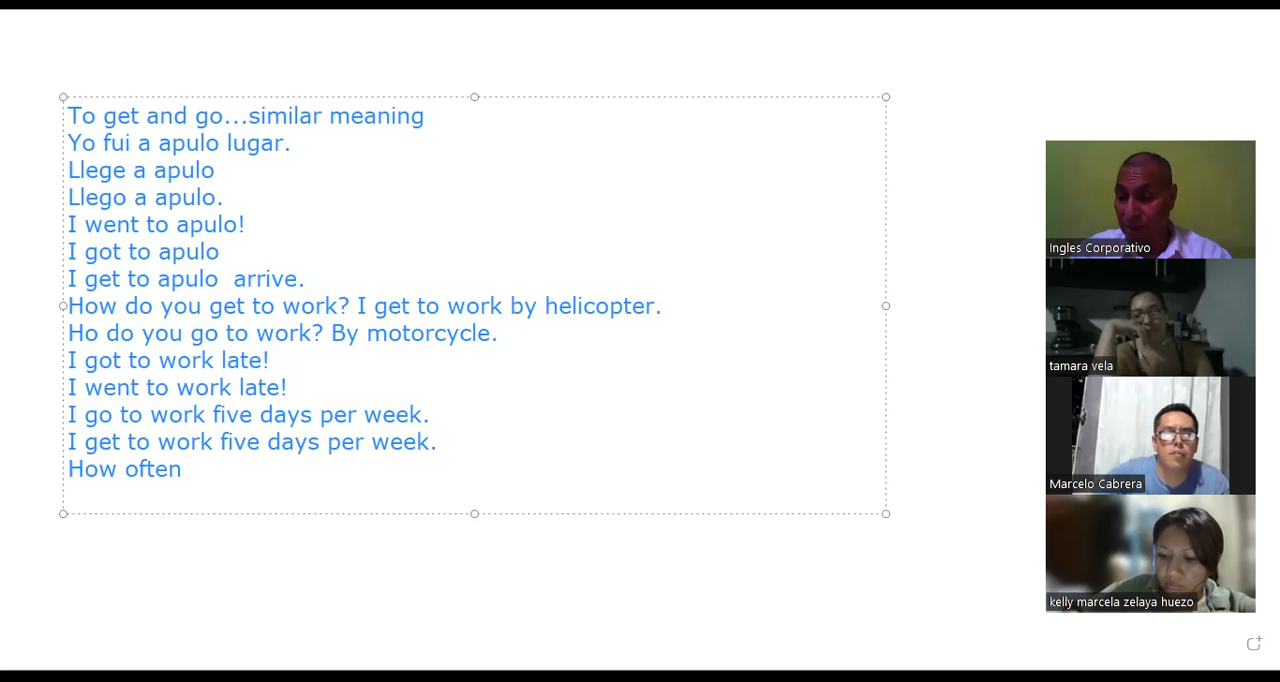 To get and go...similar meaning
Yo fui a apulo lugar.
Llege a apulo
Llego a apulo.
I went to apulo!
I got to apulo
I get to apulo  arrive.
How do you get to work? I get to work by helicopter.
Ho do you go to work? By motorcycle.
I got to work late!
I went to work late!
I go to work five days per week.
I get to work five days per week.
How often
Ingles Corporativo
tamara vela
Marcelo Cabrera
kelly marcela zelaya huezo